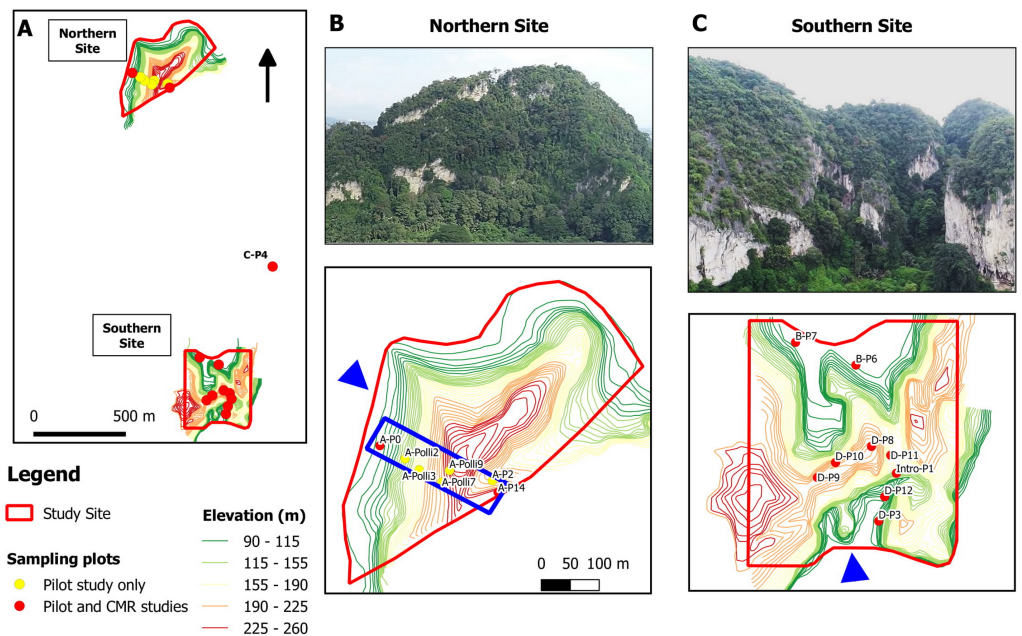 A
Northern
Site
C-P4
Southern
Site
0 500 m
Legend
Study Site
Sampling plots
Pilot study only
Pilot and CMR studies
Elevation (m)
90 - 115
115 - 155
155 - 190
190 - 225
225 - 260
B Northern Site
A-P0
A-Polli2
A-Polli3
A-Polli9
A-Polli7
A-P2
A-P14
0 50 100 m
C Southern Site
B-P7
B-P6
D-P8
D-P10
D-P11
D-P9
Intro-P1
D-P12
D-P3